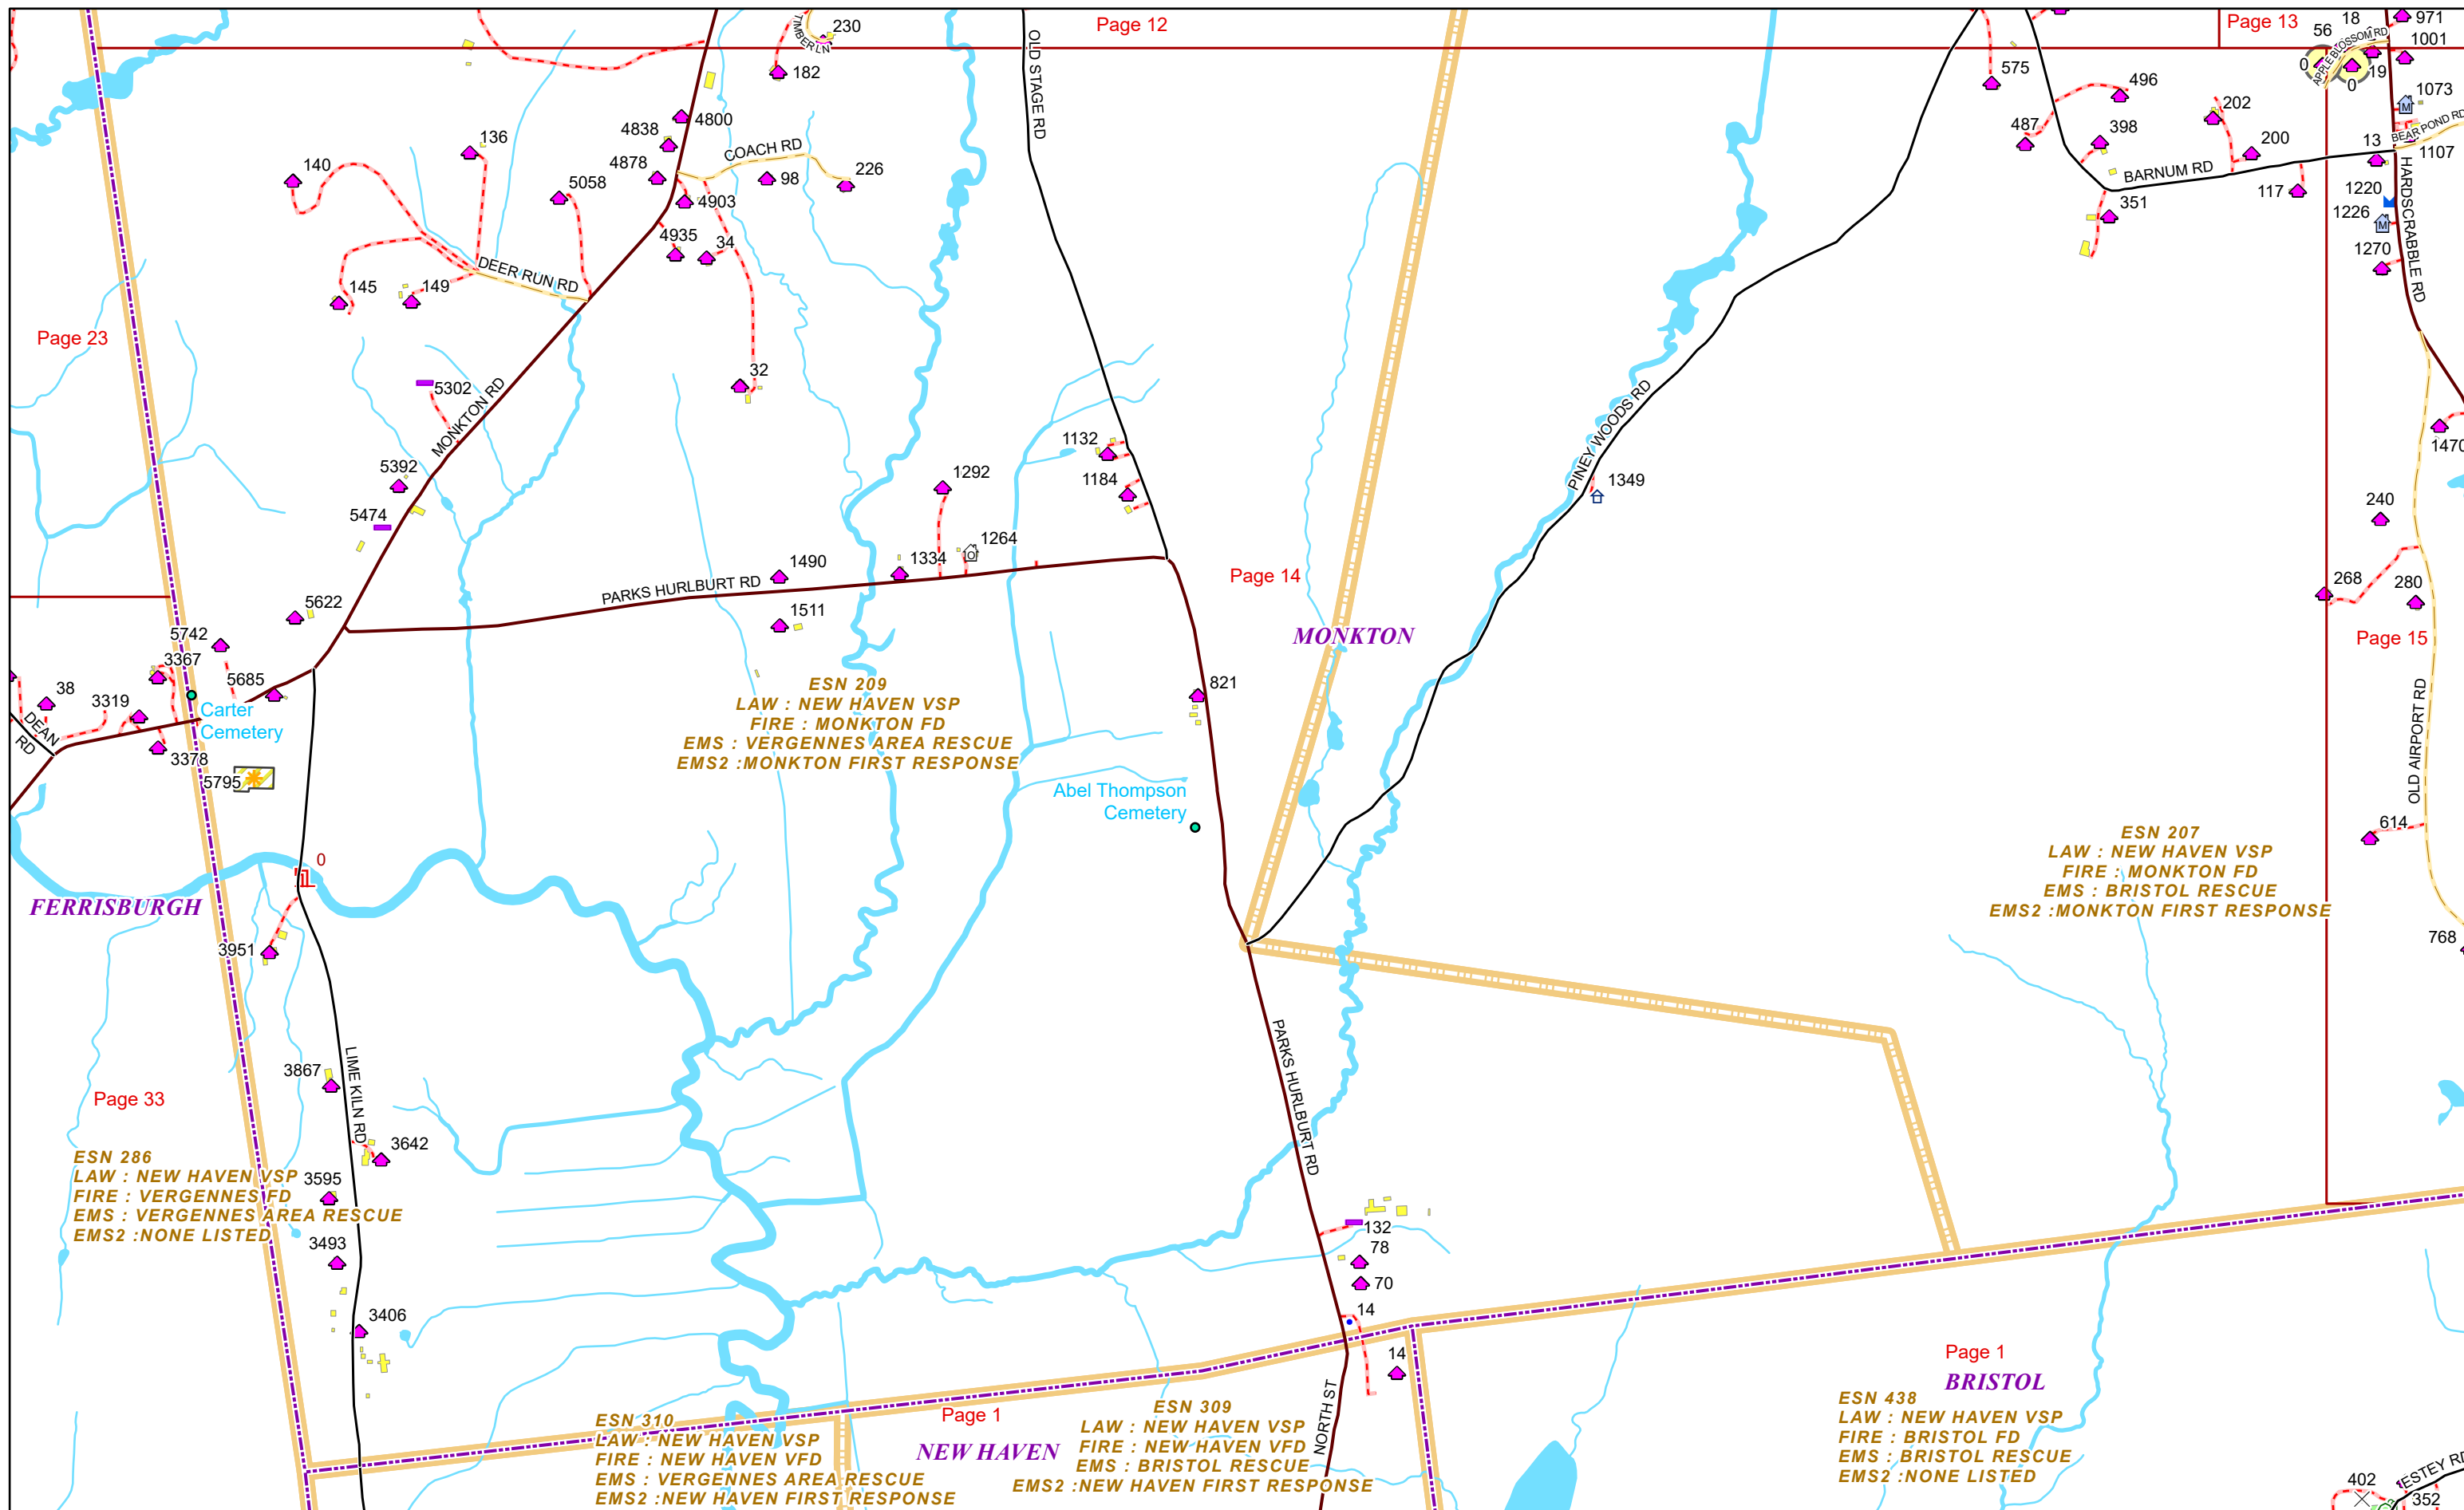 Page 12
Page 13
230
TIMBER LN
182
OLD STAGE RD
56
18
971
1001
APPLE BLOSSOM RD
0
0
19
575
496
202
1073
BEAR POND RD
487
398
200
13
1107
BARNUM RD
117
351
1220
1226
1270
HARDSCRABBLE RD
4838
4800
136
140
4878
COACH RD
98
226
5058
4903
4935
34
DEER RUN RD
145
149
Page 23
32
5302
MONKTON RD
PINEY WOODS RD
1132
1470
5392
1292
1184
1349
240
5474
1264
1490
1334
Page 14
PARKS HURLBURT RD
268
280
5622
1511
MONKTON
Page 15
5742
3367
38
3319
5685
821
ESN 209
LAW : NEW HAVEN VSP
FIRE : MONKTON FD
EMS : VERGENNES AREA RESCUE
EMS2 :MONKTON FIRST RESPONSE
Carter
Cemetery
DEAN
RD
3378
5795
OLD AIRPORT RD
Abel Thompson
Cemetery
614
ESN 207
LAW : NEW HAVEN VSP
FIRE : MONKTON FD
EMS : BRISTOL RESCUE
EMS2 :MONKTON FIRST RESPONSE
0
FERRISBURGH
3951
768
3867
LIME KILN RD
PARKS HURLBURT RD
Page 33
3642
ESN 286
LAW : NEW HAVEN VSP
FIRE : VERGENNES FD
EMS : VERGENNES AREA RESCUE
EMS2 :NONE LISTED
3595
3493
132
78
70
14
3406
14
Page 1
BRISTOL
ESN 438
LAW : NEW HAVEN VSP
FIRE : BRISTOL FD
EMS : BRISTOL RESCUE
EMS2 :NONE LISTED
NORTH ST
Page 1
NEW HAVEN
ESN 310
LAW : NEW HAVEN VSP
FIRE : NEW HAVEN VFD
EMS : VERGENNES AREA RESCUE
EMS2 :NEW HAVEN FIRST RESPONSE
ESN 309
LAW : NEW HAVEN VSP
FIRE : NEW HAVEN VFD
EMS : BRISTOL RESCUE
EMS2 :NEW HAVEN FIRST RESPONSE
ESTEY RD
402
352